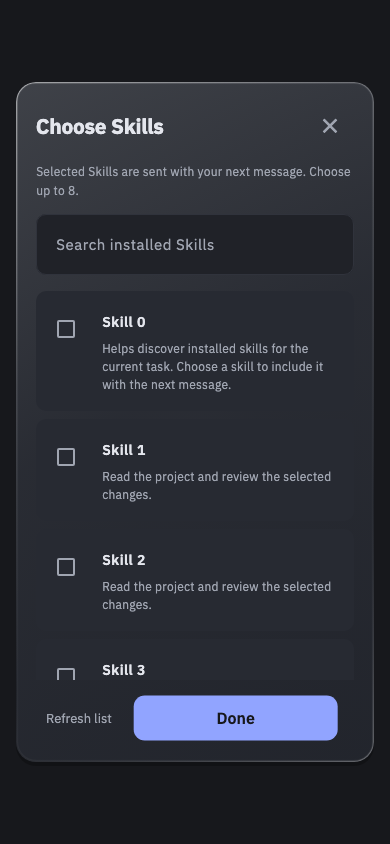 Choose Skills
Selected Skills are sent with your next message. Choose
up to 8.
Search installed Skills
Skill 0
Helps discover installed skills for the
current task. Choose a skill to include it
with the next message.
Skill 1
Read the project and review the selected
changes.
Skill 2
Read the project and review the selected
changes.
Skill 3
Refresh list
Done